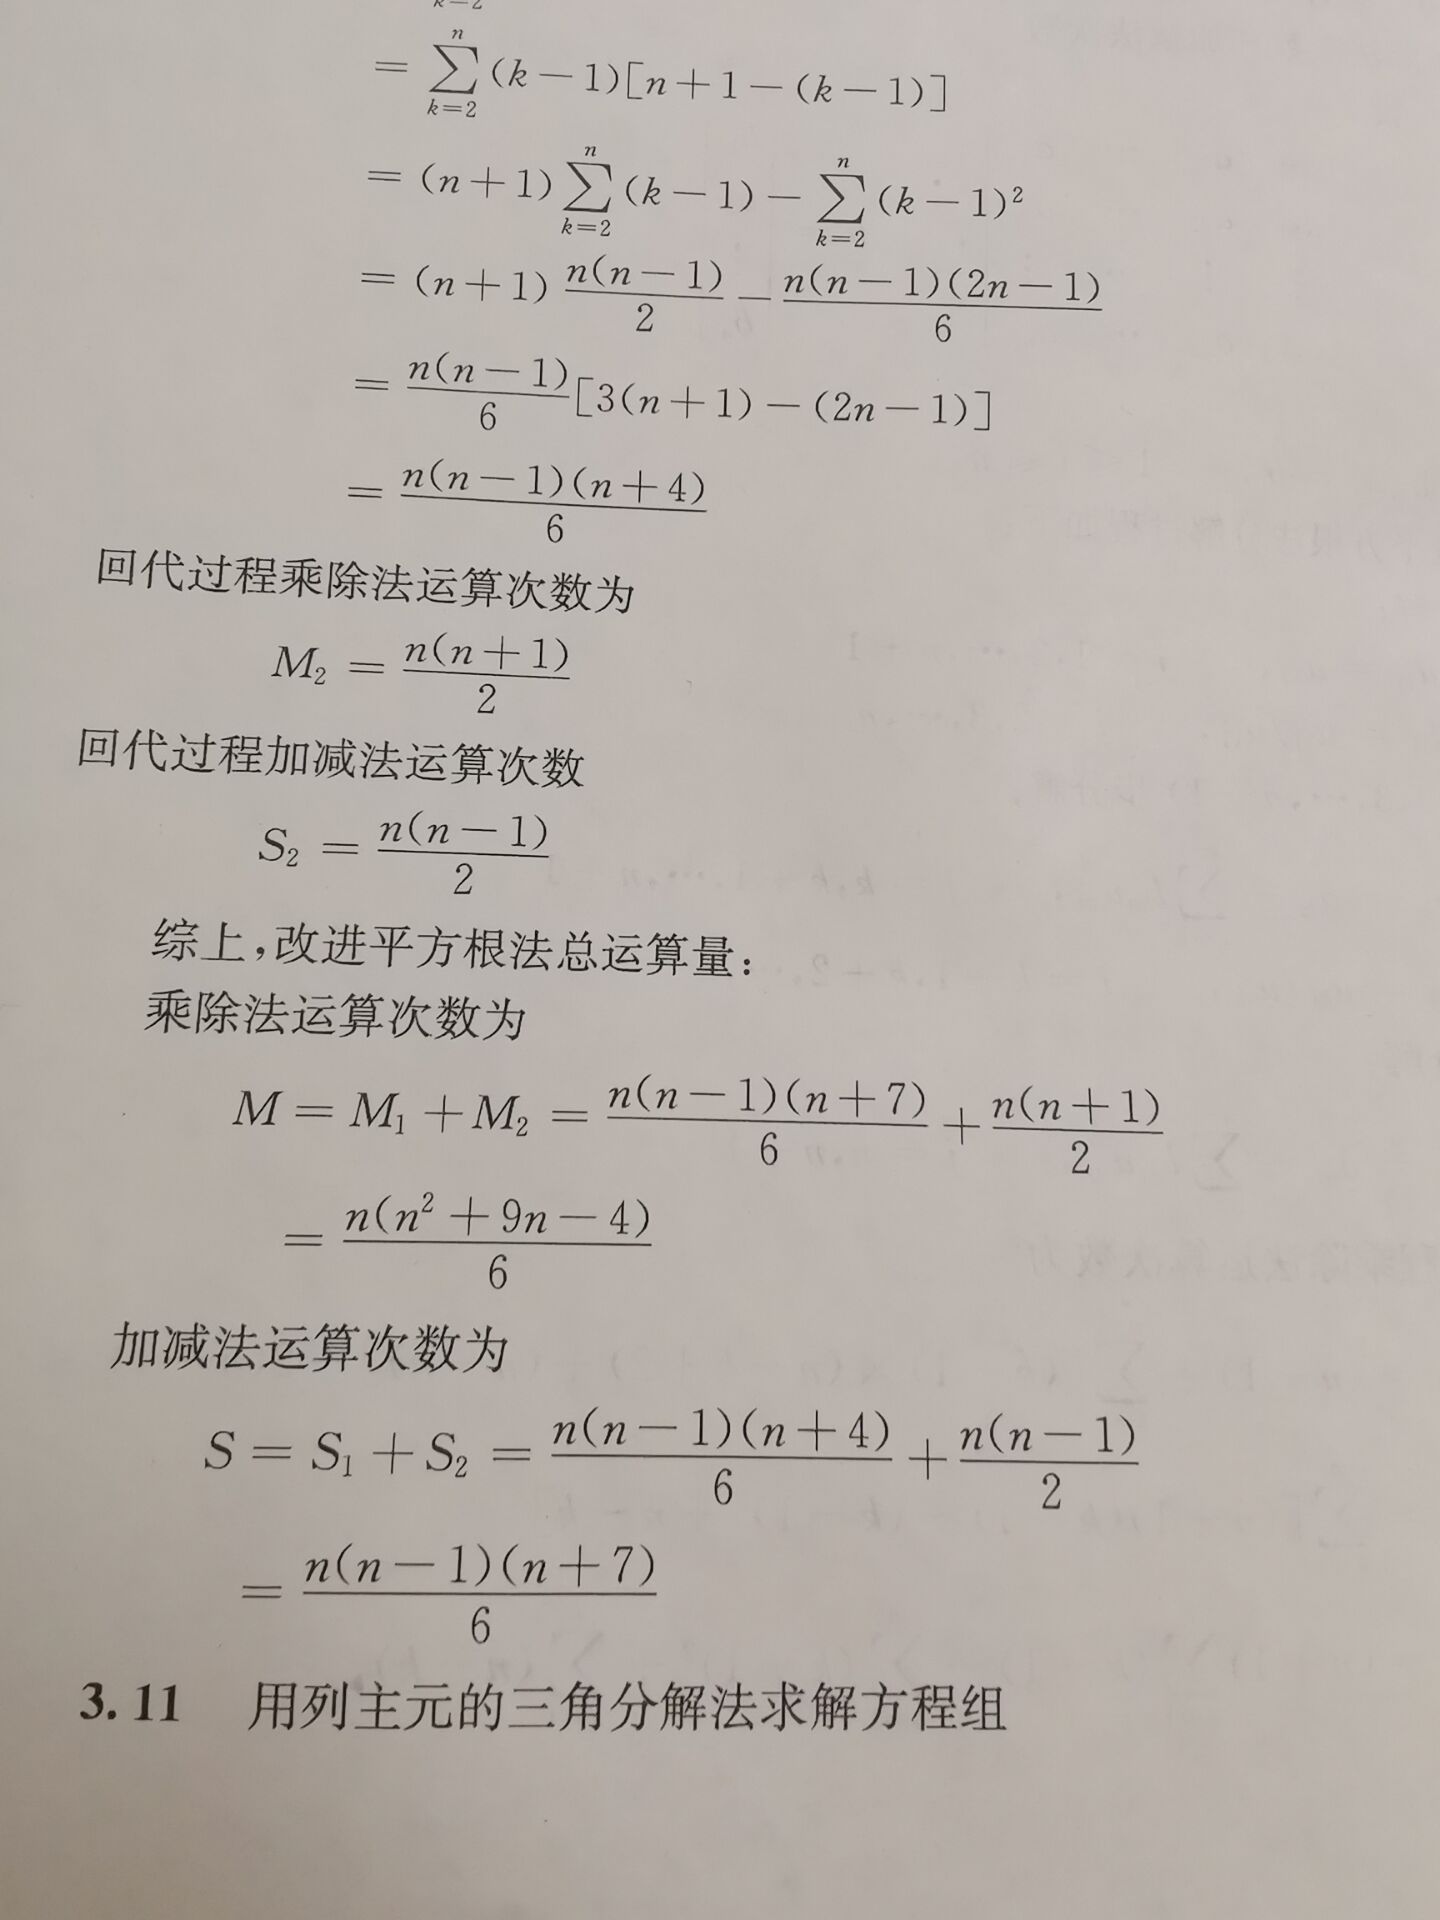 = \sum_{k=2}^{n} (k-1)[n+1-(k-1)]
= (n+1) \sum_{k=2}^{n} (k-1) - \sum_{k=2}^{n} (k-1)^2
= (n+1) \frac{n(n-1)}{2} - \frac{n(n-1)(2n-1)}{6}
= \frac{n(n-1)}{6} [3(n+1)-(2n-1)]
= \frac{n(n-1)(n+4)}{6}
回代过程乘除法运算次数为
M_2 = \frac{n(n+1)}{2}
回代过程加减法运算次数
S_2 = \frac{n(n-1)}{2}
综上,改进平方根法总运算量:
乘除法运算次数为
M = M_1 + M_2 = \frac{n(n-1)(n+7)}{6} + \frac{n(n+1)}{2}
= \frac{n(n^2+9n-4)}{6}
加减法运算次数为
S = S_1 + S_2 = \frac{n(n-1)(n+4)}{6} + \frac{n(n-1)}{2}
= \frac{n(n-1)(n+7)}{6}
3.11 用列主元的三角分解法求解方程组